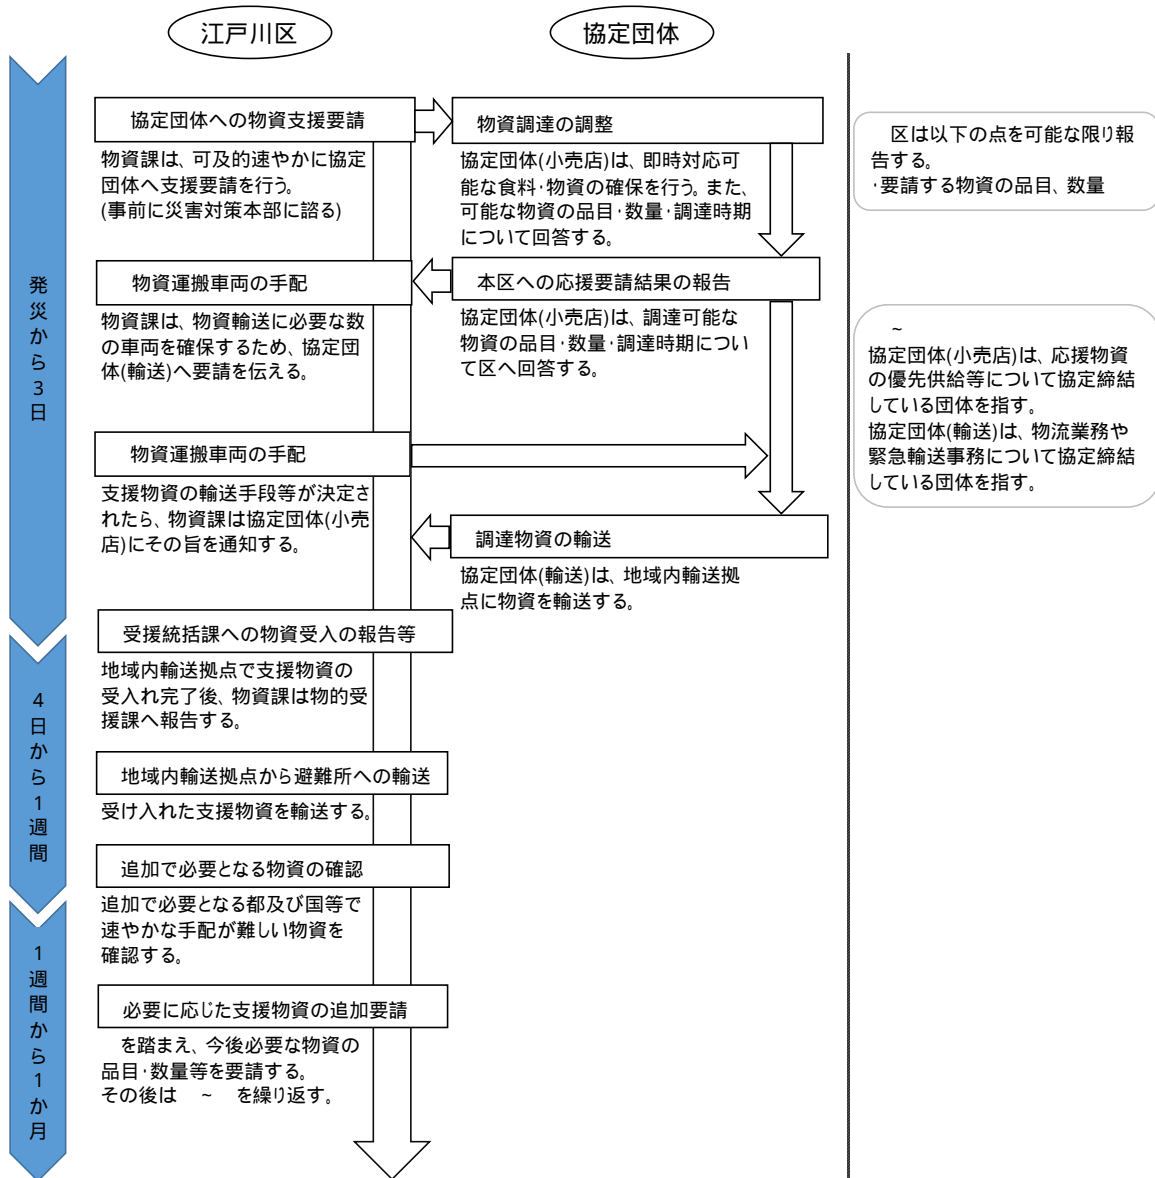 江戸川区
協定団体
発災から3日
協定団体への物資支援要請
物資課は、可及的速やかに協定
団体へ支援要請を行う。
(事前に災害対策本部に諮る)
物資調達の調整
協定団体(小売店)は、即時対応可
能な食料・物資の確保を行う。また、
可能な物資の品目・数量・調達時期
について回答する。
区は以下の点を可能な限り報
告する。
・要請する物資の品目、数量
物資運搬車両の手配
物資課は、物資輸送に必要な数
の車両を確保するため、協定団
体(輸送)へ要請を伝える。
本区への応援要請結果の報告
協定団体(小売店)は、調達可能な
物資の品目・数量・調達時期につい
て区へ回答する。
~
協定団体(小売店)は、応援物資
の優先供給等について協定締結
している団体を指す。
協定団体(輸送)は、物流業務や
緊急輸送事務について協定締結
している団体を指す。
物資運搬車両の手配
支援物資の輸送手段等が決定さ
れたら、物資課は協定団体(小売
店)にその旨を通知する。
調達物資の輸送
協定団体(輸送)は、地域内輸送拠
点に物資を輸送する。
4日から1週間
受援統括課への物資受入の報告等
地域内輸送拠点で支援物資の
受入れ完了後、物資課は物的受
援課へ報告する。
地域内輸送拠点から避難所への輸送
受け入れた支援物資を輸送する。
追加で必要となる物資の確認
追加で必要となる都及び国等で
速やかな手配が難しい物資を
確認する。
1週間から1か月
必要に応じた支援物資の追加要請
を踏まえ、今後必要な物資の
品目・数量等を要請する。
その後は ~ を繰り返す。